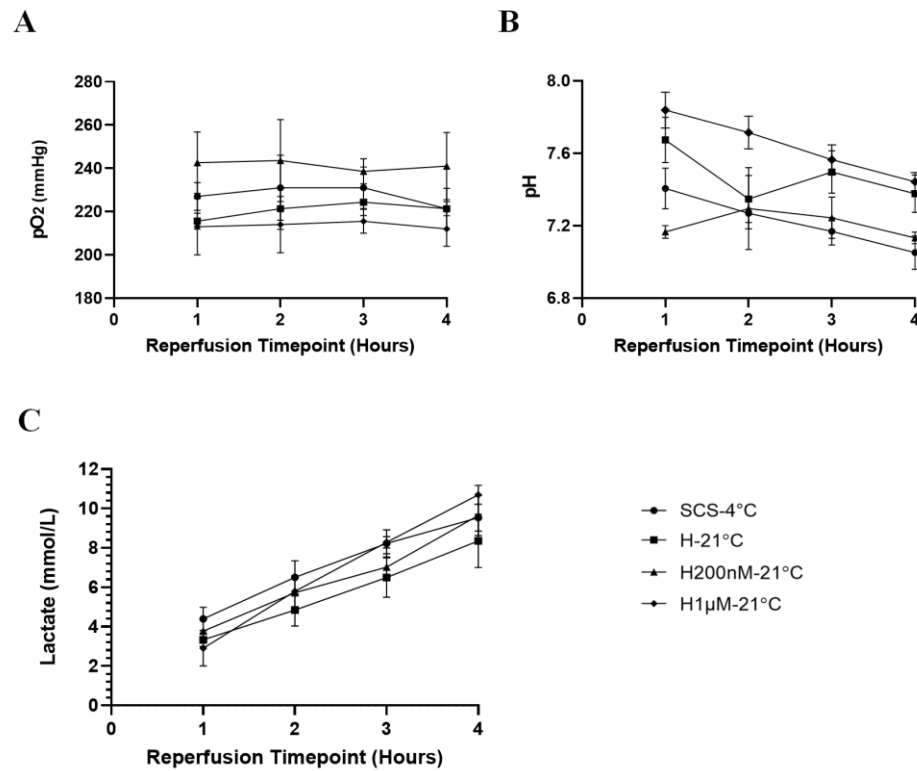 A
B
280
260
240
220
200
180
pO2 (mmHg)
0 1 2 3 4
Reperfusion Timepoint (Hours)
8.0
7.6
7.2
6.8
pH
0 1 2 3 4
Reperfusion Timepoint (Hours)
C
12
10
8
6
4
2
0
Lactate (mmol/L)
0 1 2 3 4
Reperfusion Timepoint (Hours)
SCS-4°C
H-21°C
H200nM-21°C
H1µM-21°C